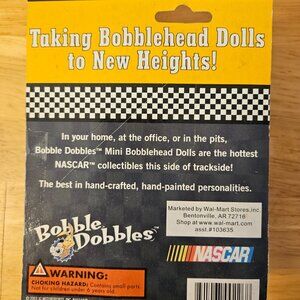 Taking Bobblehead Dolls
to New Heights!
In your home, at the office, or in the pits,
Bobble Dobbles™ Mini Bobblehead Dolls are the hottest
NASCAR™ collectibles this side of trackside!
The best in hand-crafted, hand-painted personalities.
Marketed by Wal-Mart Stores,Inc
Bentonville, AR 72716
Shop at www.walmart.com
asst.#103635
Bobble
Dobbles™
NASCAR
WARNING:
CHOKING HAZARD: Contains small parts.
Not for children under 6 years old.